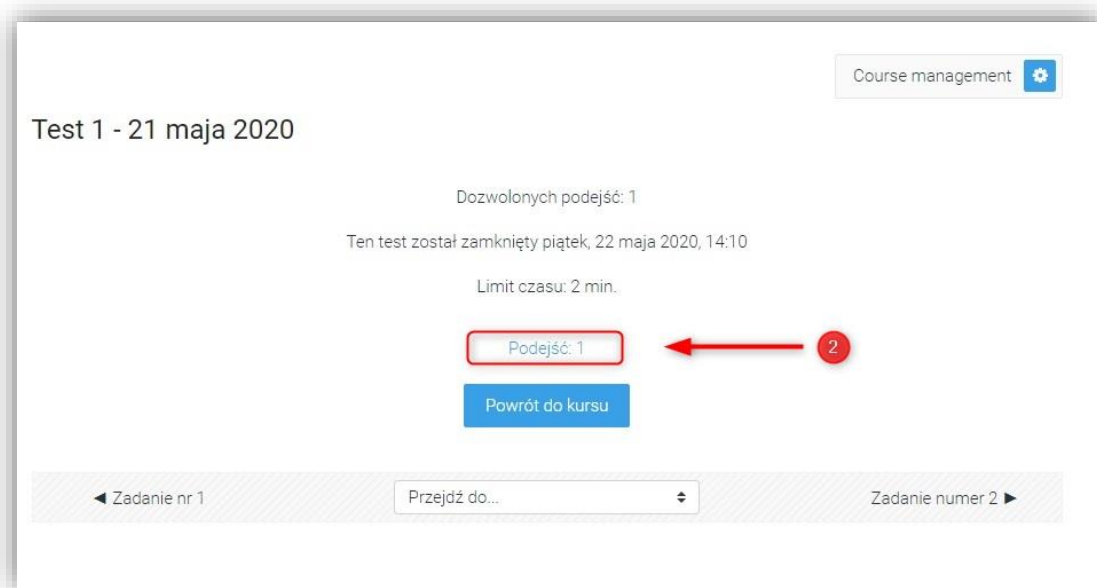 Course management
Test 1 - 21 maja 2020
Dozwolonych podejść: 1
Ten test został zamknięty piątek, 22 maja 2020, 14:10
Limit czasu: 2 min.
Podejść: 1
2
Powrót do kursu
◄ Zadanie nr 1
Przejdź do...
Zadanie numer 2 ►